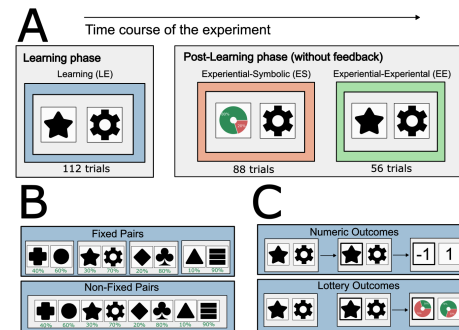 A
Time course of the experiment
Learning phase
Learning (LE)
112 trials
Post-Learning phase (without feedback)
Experiential-Symbolic (ES)
88 trials
Experiential-Experiental (EE)
56 trials
B
Fixed Pairs
40% 60% 30% 70% 20% 80% 10% 90%
Non-Fixed Pairs
40% 60% 30% 70% 20% 80% 10% 90%
C
Numeric Outcomes
-1 1
Lottery Outcomes